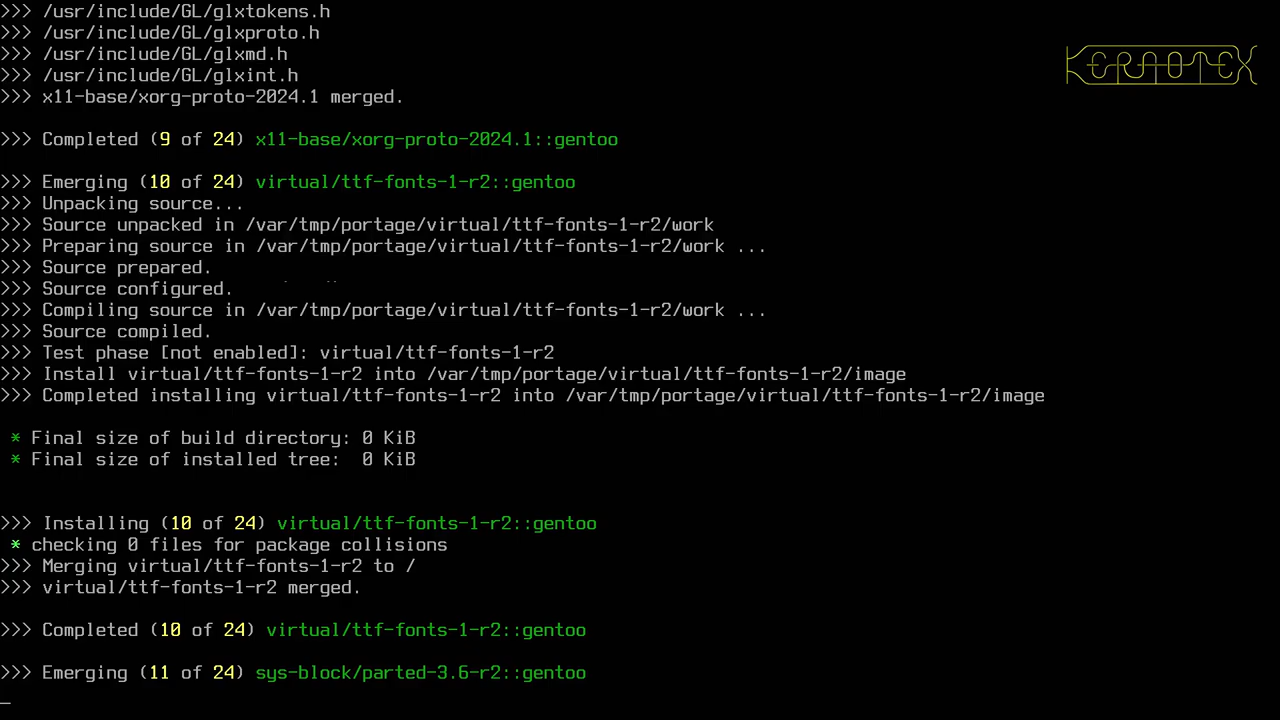 >>> /usr/include/GL/glxtokens.h
>>> /usr/include/GL/glxproto.h
>>> /usr/include/GL/glxmd.h
>>> /usr/include/GL/glxint.h
>>> x11-base/xorg-proto-2024.1 merged.
KERNOTEX
>>> Completed (9 of 24) x11-base/xorg-proto-2024.1::gentoo
>>> Emerging (10 of 24) virtual/ttf-fonts-1-r2::gentoo
>>> Unpacking source...
>>> Source unpacked in /var/tmp/portage/virtual/ttf-fonts-1-r2/work
>>> Preparing source in /var/tmp/portage/virtual/ttf-fonts-1-r2/work ...
>>> Source prepared.
>>> Source configured.
>>> Compiling source in /var/tmp/portage/virtual/ttf-fonts-1-r2/work ...
>>> Source compiled.
>>> Test phase [not enabled]: virtual/ttf-fonts-1-r2
>>> Install virtual/ttf-fonts-1-r2 into /var/tmp/portage/virtual/ttf-fonts-1-r2/image
>>> Completed installing virtual/ttf-fonts-1-r2 into /var/tmp/portage/virtual/ttf-fonts-1-r2/image
* Final size of build directory: 0 KiB
* Final size of installed tree:  0 KiB
>>> Installing (10 of 24) virtual/ttf-fonts-1-r2::gentoo
* checking 0 files for package collisions
>>> Merging virtual/ttf-fonts-1-r2 to /
>>> virtual/ttf-fonts-1-r2 merged.
>>> Completed (10 of 24) virtual/ttf-fonts-1-r2::gentoo
>>> Emerging (11 of 24) sys-block/parted-3.6-r2::gentoo